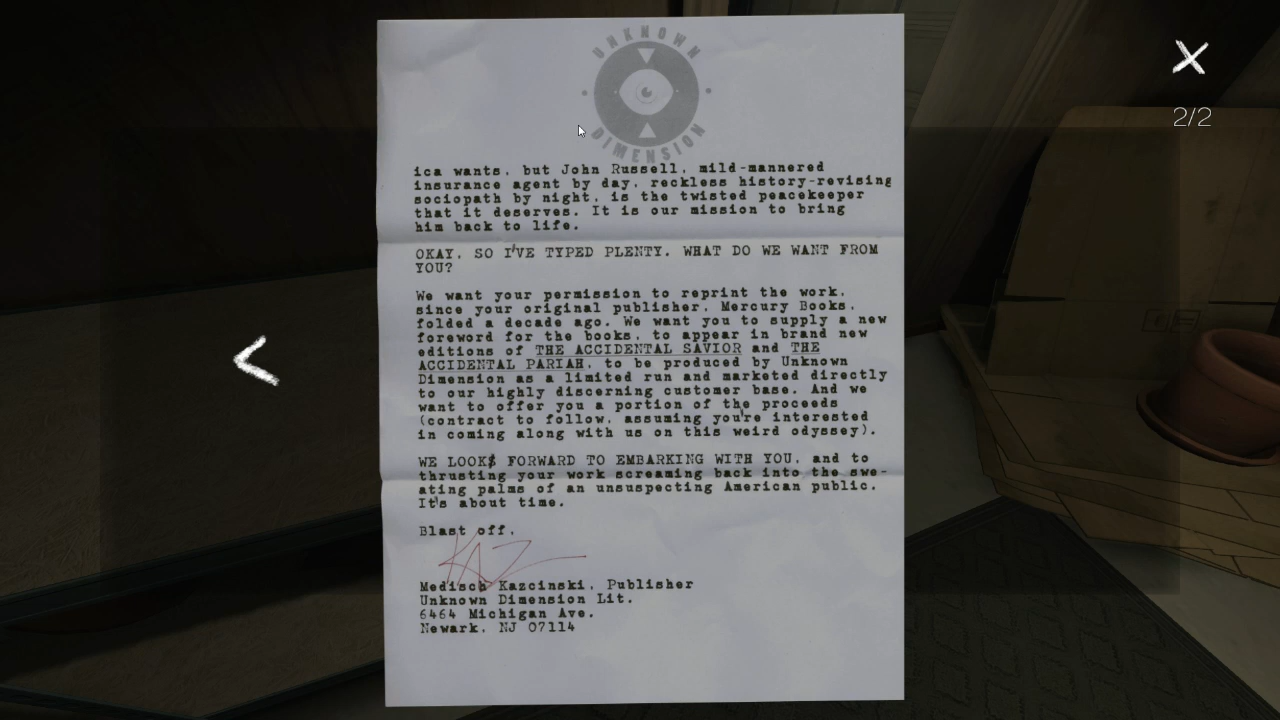 UNKNOWN
DIMENSION
2/2
ica wants, but John Russell, mild-mannered
insurance agent by day, reckless history-revising
sociopath by night, is the twisted peacekeeper
that it deserves. It is our mission to bring
him back to life.
OKAY, SO I'VE TYPED PLENTY. WHAT DO WE WANT FROM
YOU?
We want your permission to reprint the work,
since your original publisher, Mercury Books,
folded a decade ago. We want you to supply a new
foreword for the books, to appear in brand new
editions of THE ACCIDENTAL SAVIOR and THE
ACCIDENTAL PARIAH, to be produced by Unknown
Dimension as a limited run and marketed directly
to our highly discerning customer base. And we
want to offer you a portion of the proceeds
(contract to follow, assuming you're interested
in coming along with us on this weird odyssey).
WE LOOK FORWARD TO EMBARKING WITH YOU, and to
thrusting your work screaming back into the swe-
ating palms of an unsuspecting American public.
It's about time.
Blast off,
KAZ
Medisch Kazcinski, Publisher
Unknown Dimension Lit.
6464 Michigan Ave.
Newark, NJ 07114